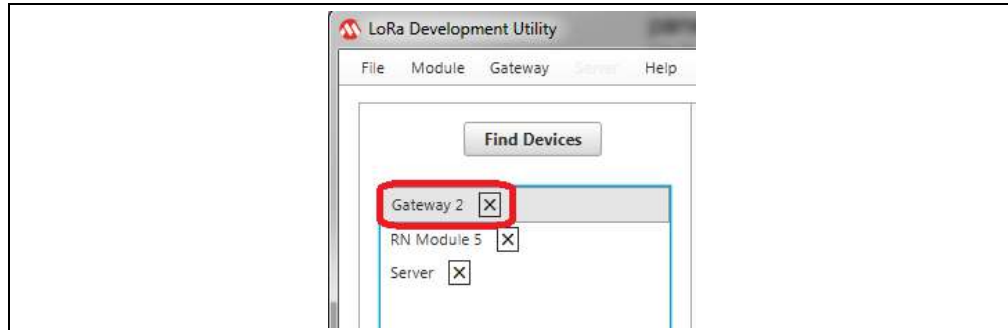 LoRa Development Utility
File Module Gateway Server Help
Find Devices
Gateway 2
RN Module 5
Server